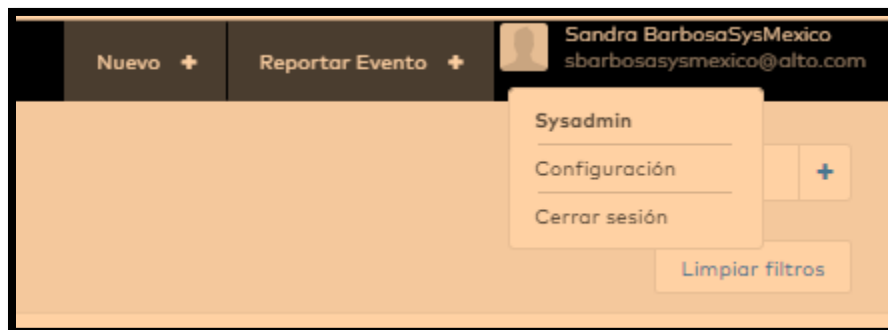 Nuevo +
Reportar Evento +
Sandra BarbosaSysMexico
sbarbosasysmexico@alto.com
Sysadmin
Configuración
+
Cerrar sesión
Limpiar filtros